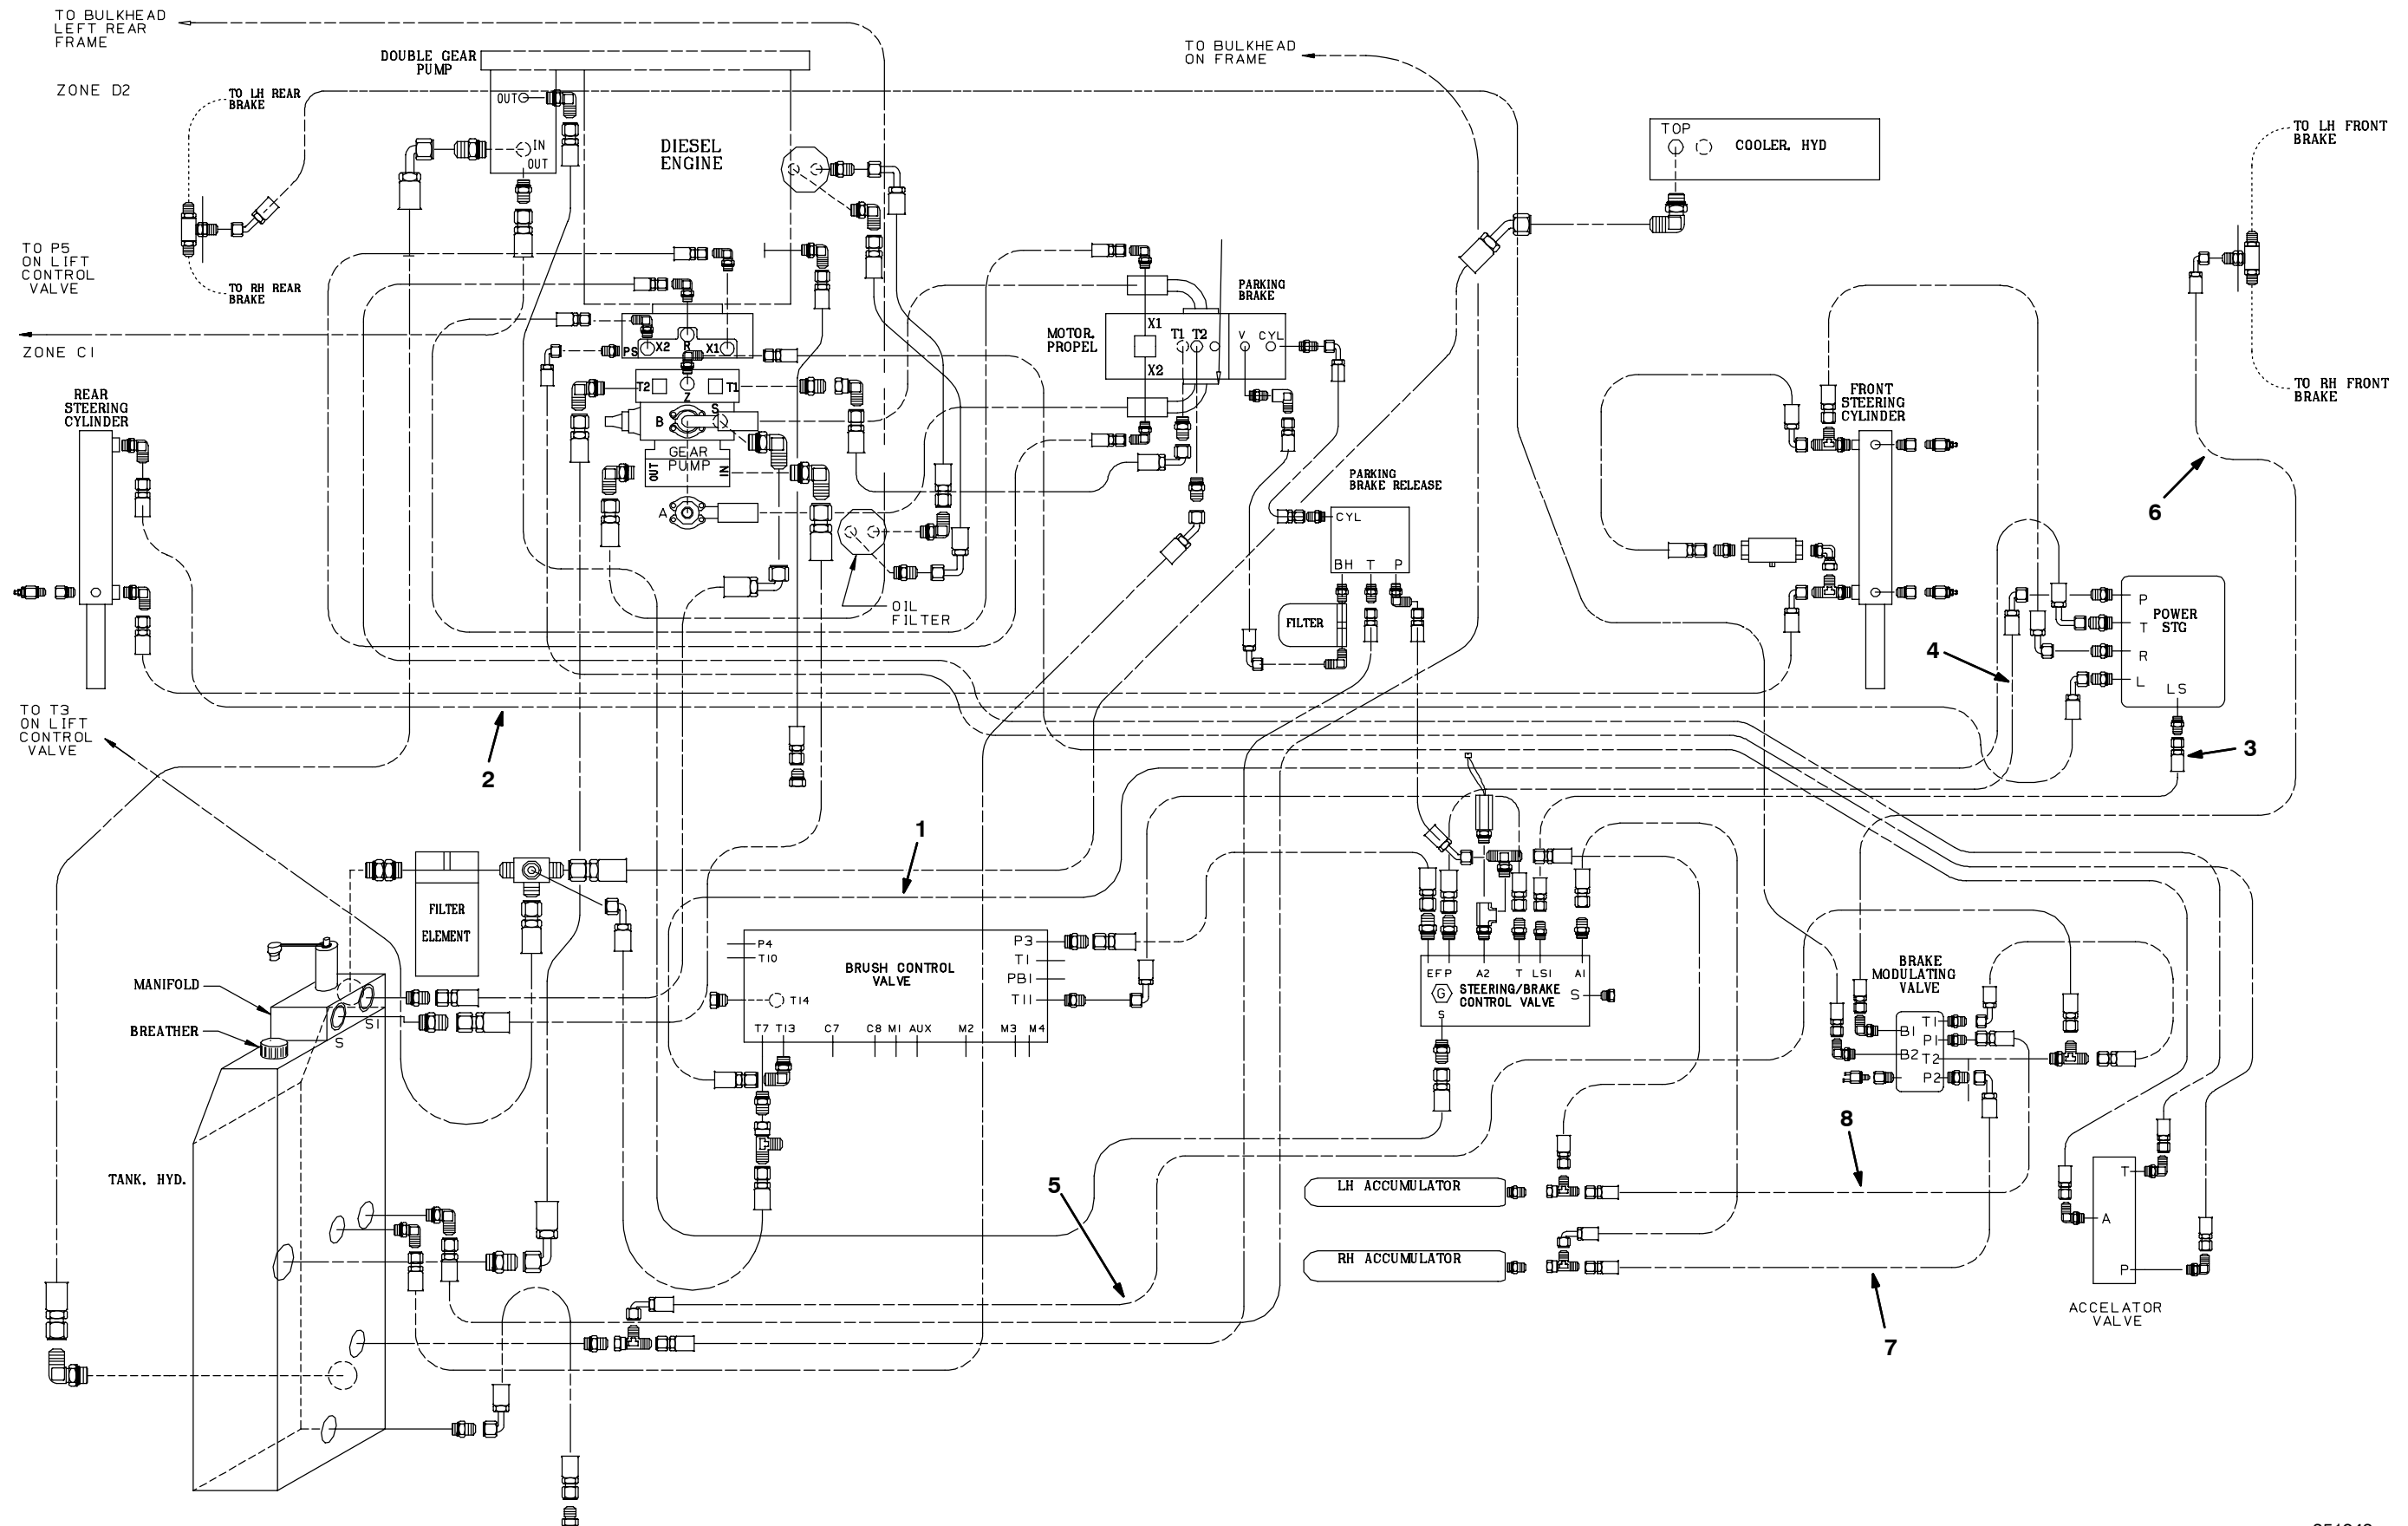 TO BULKHEAD
LEFT REAR
FRAME
ZONE D2
TO LH REAR
BRAKE
TO RH REAR
BRAKE
TO P5
ON LIFT
CONTROL
VALVE
ZONE C1
DOUBLE GEAR
PUMP
OUT
IN
OUT
DIESEL
ENGINE
TO BULKHEAD
ON FRAME
TOP
COOLER, HYD
TO LH FRONT
BRAKE
TO RH FRONT
BRAKE
6
PARKING
BRAKE
MOTOR,
PROPEL
X1
T1 T2
V CYL
X2
PS X2 R X1
T2 T1
Z
B S
GEAR
PUMP
OUT
IN
A
OIL
FILTER
REAR
STEERING
CYLINDER
FRONT
STEERING
CYLINDER
PARKING
BRAKE RELEASE
CYL
BH T P
FILTER
P
POWER
STG
T
R
L
LS
4
3
2
TO T3
ON LIFT
CONTROL
VALVE
1
FILTER
ELEMENT
MANIFOLD
BREATHER
S1
S
TANK, HYD.
P4
T10
BRUSH CONTROL
VALVE
T14
P3
T1
PB1
T11
T7 T13 C7 C8 M1 AUX M2 M3 M4
EF P A2 T LS1 A1
G
STEERING/BRAKE
CONTROL VALVE
S
S
BRAKE
MODULATING
VALVE
T1
B1
P1
B2
T2
P2
8
5
LH ACCUMULATOR
RH ACCUMULATOR
7
T
A
P
ACCELATOR
VALVE